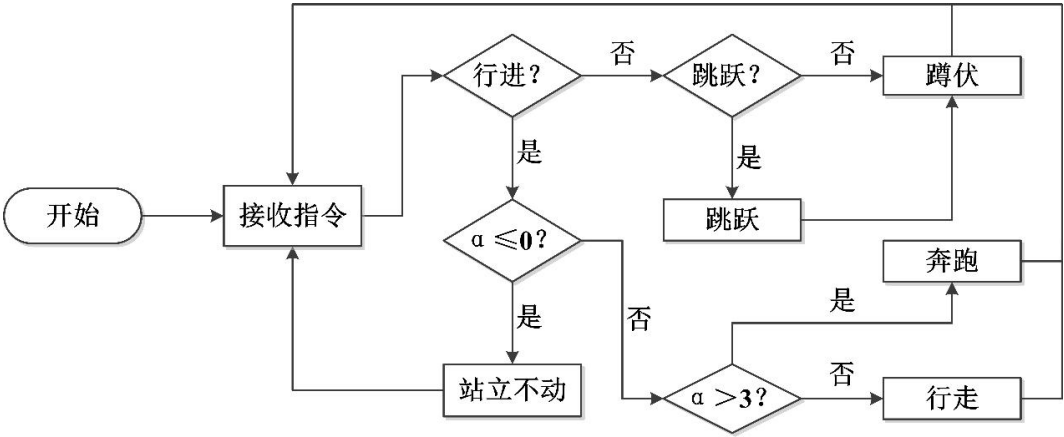 行进？
否
跳跃？
否
蹲伏
是
是
开始
接收指令
跳跃
α≤0？
奔跑
是
否
是
站立不动
α＞3？
否
行走